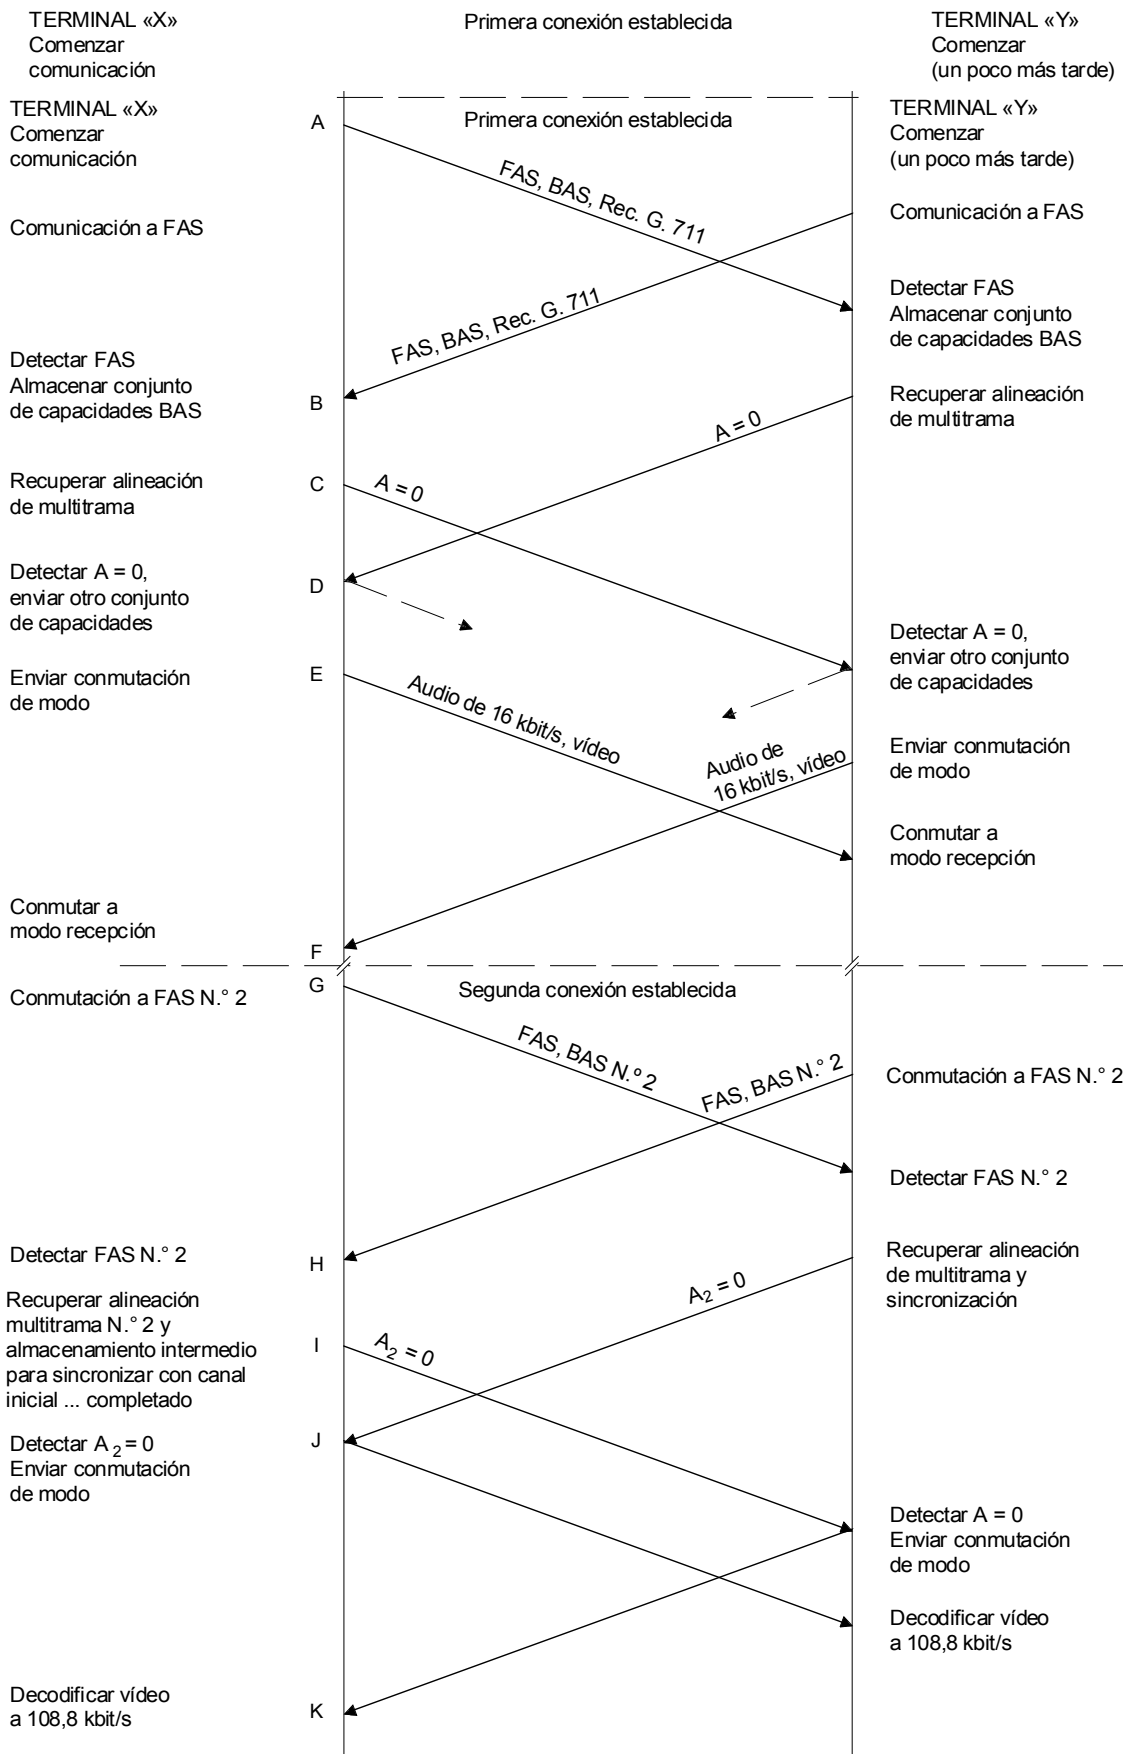 TERMINAL «X»
Comenzar
comunicación
Primera conexión establecida
TERMINAL «Y»
Comenzar
(un poco más tarde)
TERMINAL «X»
Comenzar
comunicación
A
Primera conexión establecida
TERMINAL «Y»
Comenzar
(un poco más tarde)
FAS, BAS, Rec. G. 711
Comunicación a FAS
Comunicación a FAS
FAS, BAS, Rec. G. 711
Detectar FAS
Almacenar conjunto
de capacidades BAS
Detectar FAS
Almacenar conjunto
de capacidades BAS
B
Recuperar alineación
de multitrama
A = 0
Recuperar alineación
de multitrama
C
A = 0
Detectar A = 0,
enviar otro conjunto
de capacidades
D
Detectar A = 0,
enviar otro conjunto
de capacidades
Enviar conmutación
de modo
E
Audio de 16 kbit/s, vídeo
Audio de
16 kbit/s, vídeo
Enviar conmutación
de modo
Conmutar a
modo recepción
Conmutar a
modo recepción
F
Conmutación a FAS N.° 2
G
Segunda conexión establecida
FAS, BAS N.º 2
FAS, BAS N.° 2
Conmutación a FAS N.° 2
Detectar FAS N.° 2
Detectar FAS N.° 2
H
Recuperar alineación
de multitrama y
sincronización
A2 = 0
Recuperar alineación
multitrama N.° 2 y
almacenamiento intermedio
para sincronizar con canal
inicial ... completado
I
A2 = 0
Detectar A 2 = 0
Enviar conmutación
de modo
J
Detectar A = 0
Enviar conmutación
de modo
Decodificar vídeo
a 108,8 kbit/s
Decodificar vídeo
a 108,8 kbit/s
K